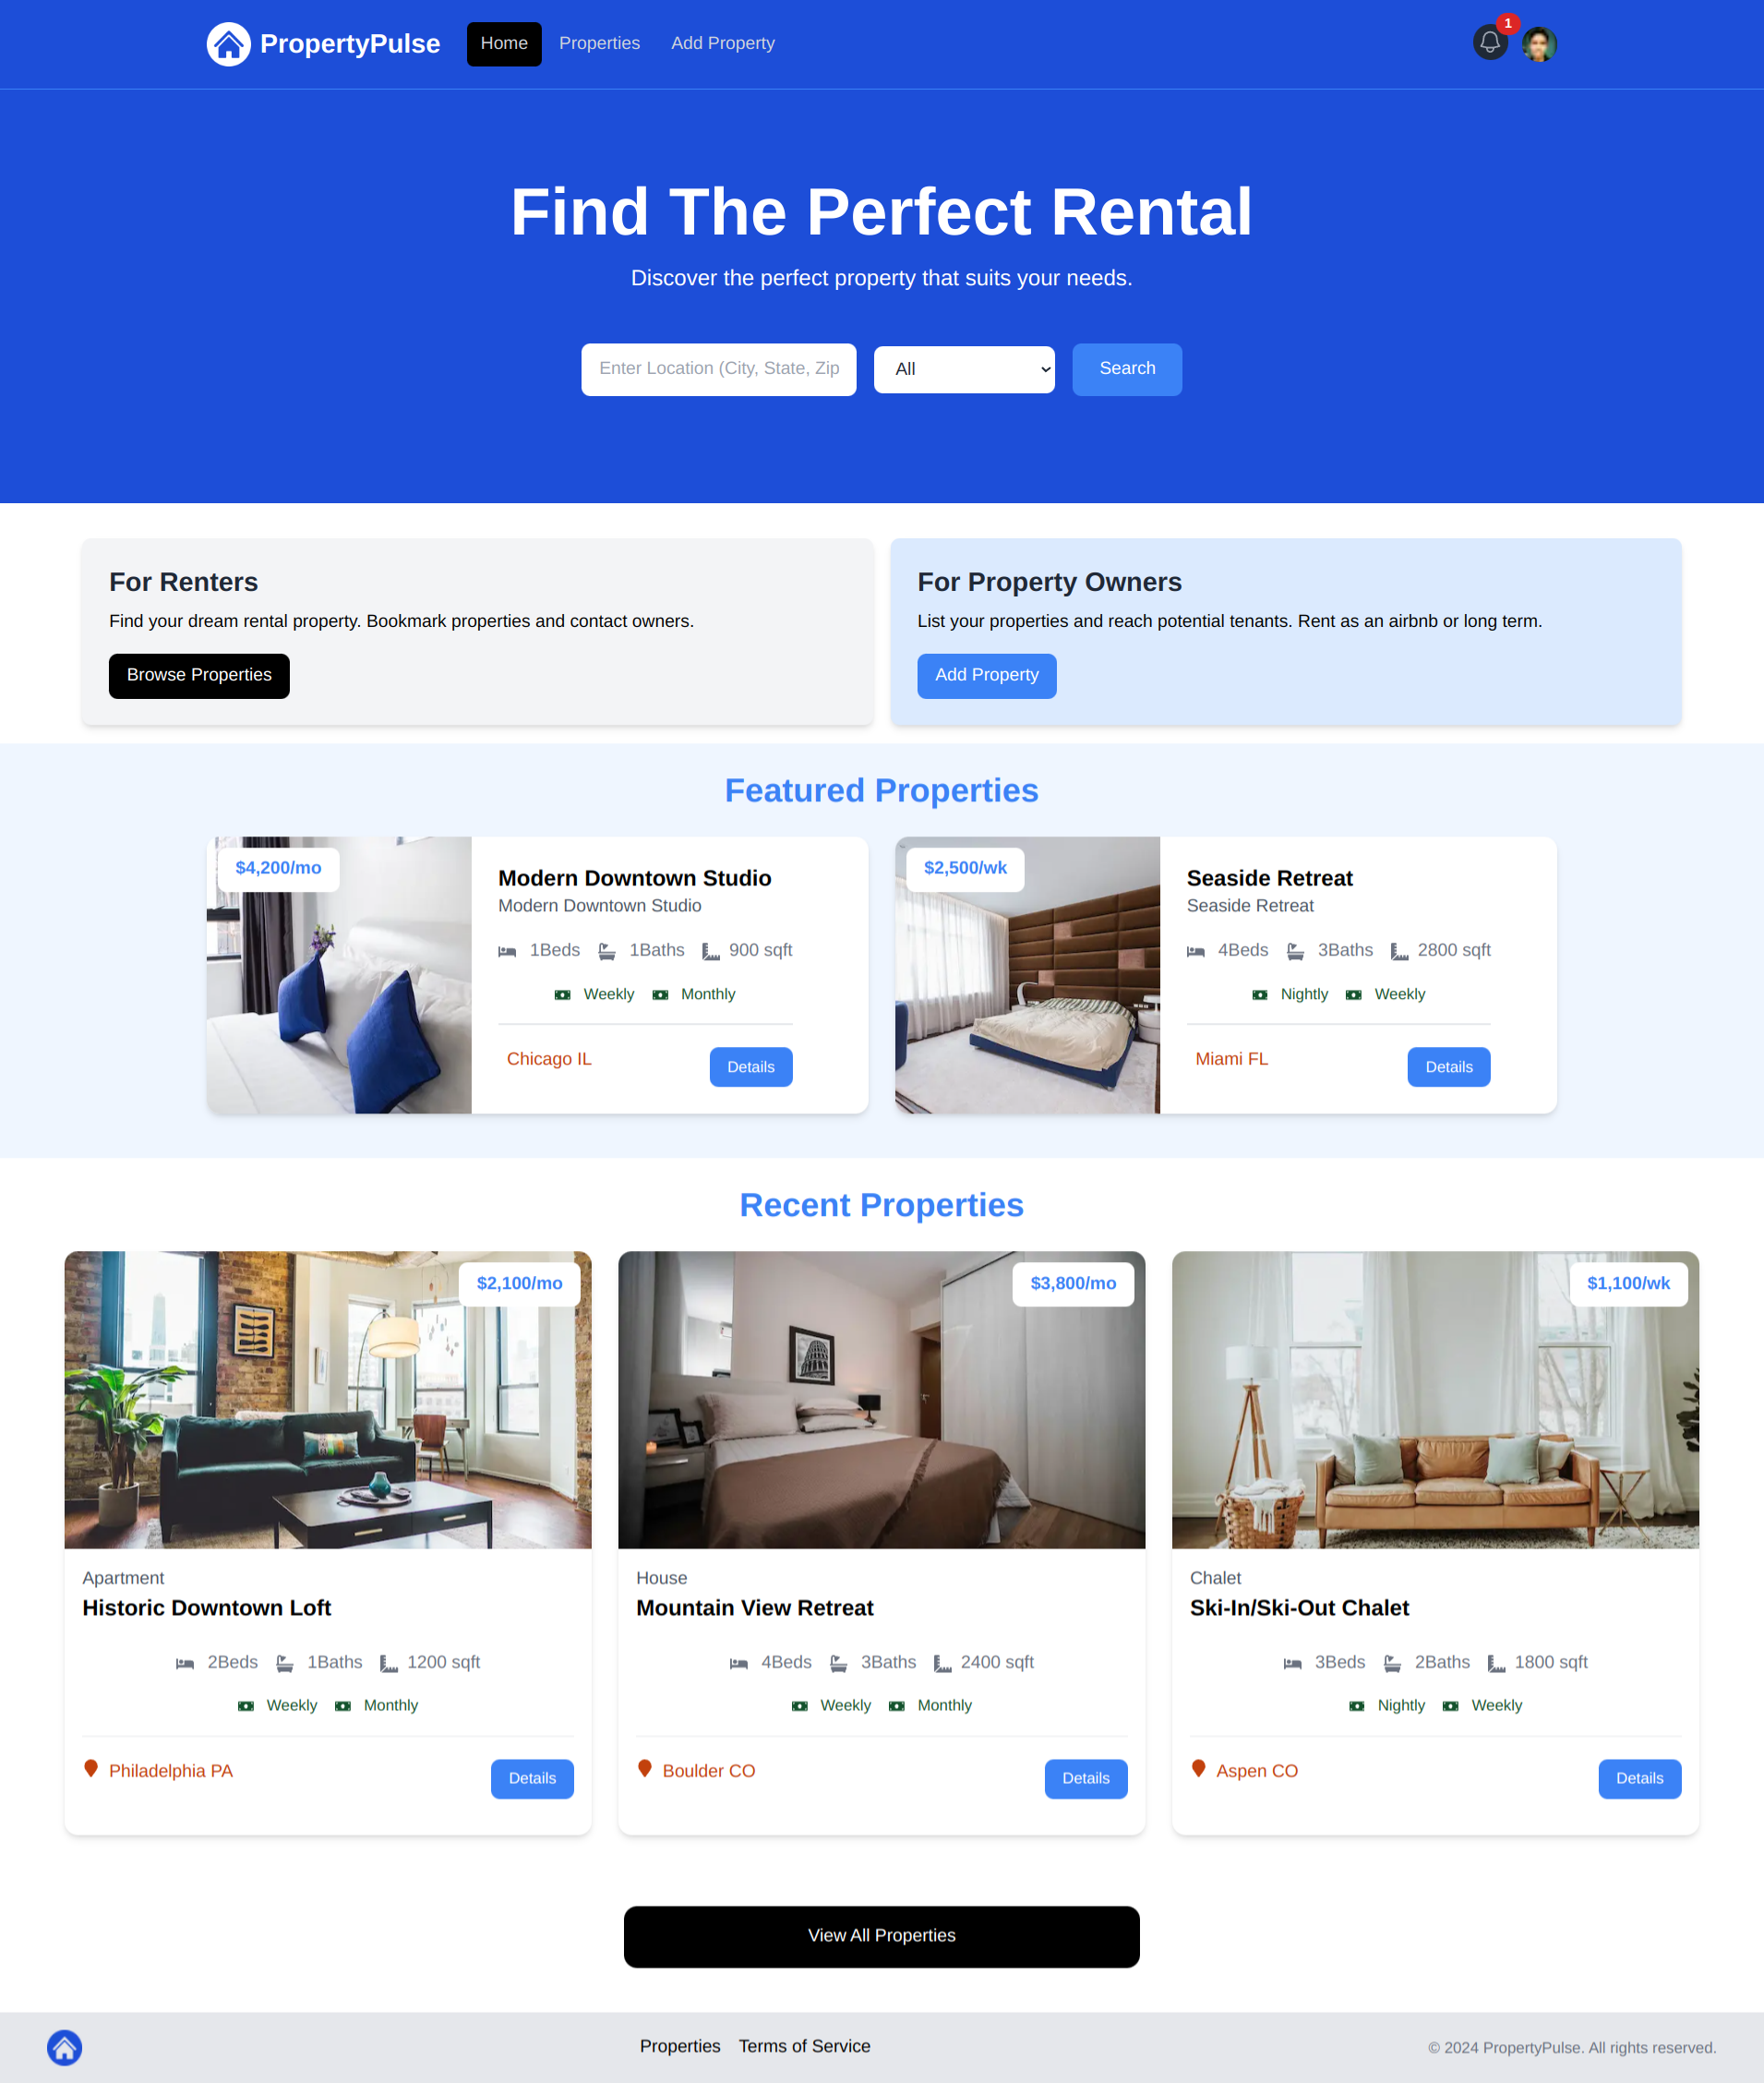 PropertyPulse Home Properties Add Property 1
Find The Perfect Rental
Discover the perfect property that suits your needs.
Enter Location (City, State, Zip All Search
For Renters
Find your dream rental property. Bookmark properties and contact owners.
Browse Properties
For Property Owners
List your properties and reach potential tenants. Rent as an airbnb or long term.
Add Property
Featured Properties
$4,200/mo
Modern Downtown Studio
Modern Downtown Studio
1Beds 1Baths 900 sqft
Weekly Monthly
Chicago IL Details
$2,500/wk
Seaside Retreat
Seaside Retreat
4Beds 3Baths 2800 sqft
Nightly Weekly
Miami FL Details
Recent Properties
$2,100/mo
Apartment
Historic Downtown Loft
2Beds 1Baths 1200 sqft
Weekly Monthly
Philadelphia PA Details
$3,800/mo
House
Mountain View Retreat
4Beds 3Baths 2400 sqft
Weekly Monthly
Boulder CO Details
$1,100/wk
Chalet
Ski-In/Ski-Out Chalet
3Beds 2Baths 1800 sqft
Nightly Weekly
Aspen CO Details
View All Properties
Properties Terms of Service © 2024 PropertyPulse. All rights reserved.